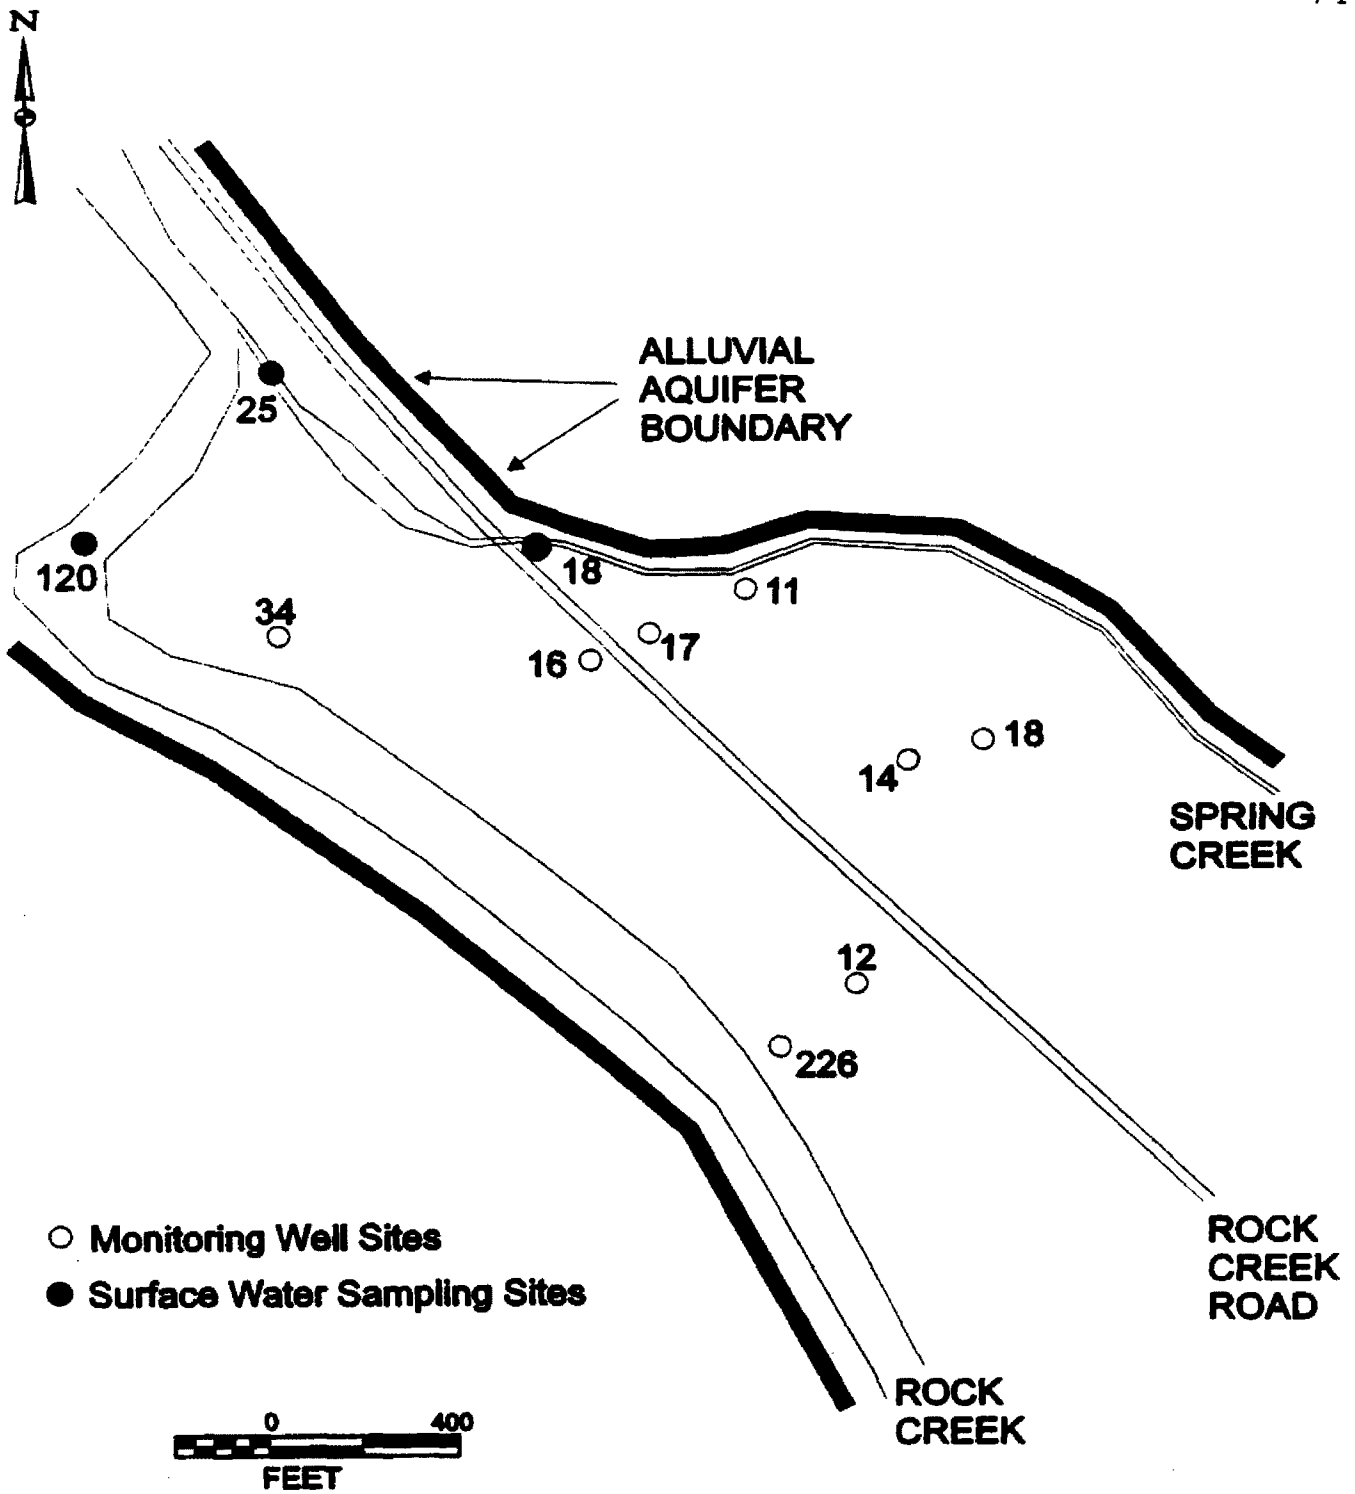 N
ALLUVIAL
AQUIFER
BOUNDARY
25
18
120
34
11
17
16
18
14
SPRING
CREEK
12
226
Monitoring Well Sites
Surface Water Sampling Sites
ROCK
CREEK
ROAD
ROCK
CREEK
0 400
FEET